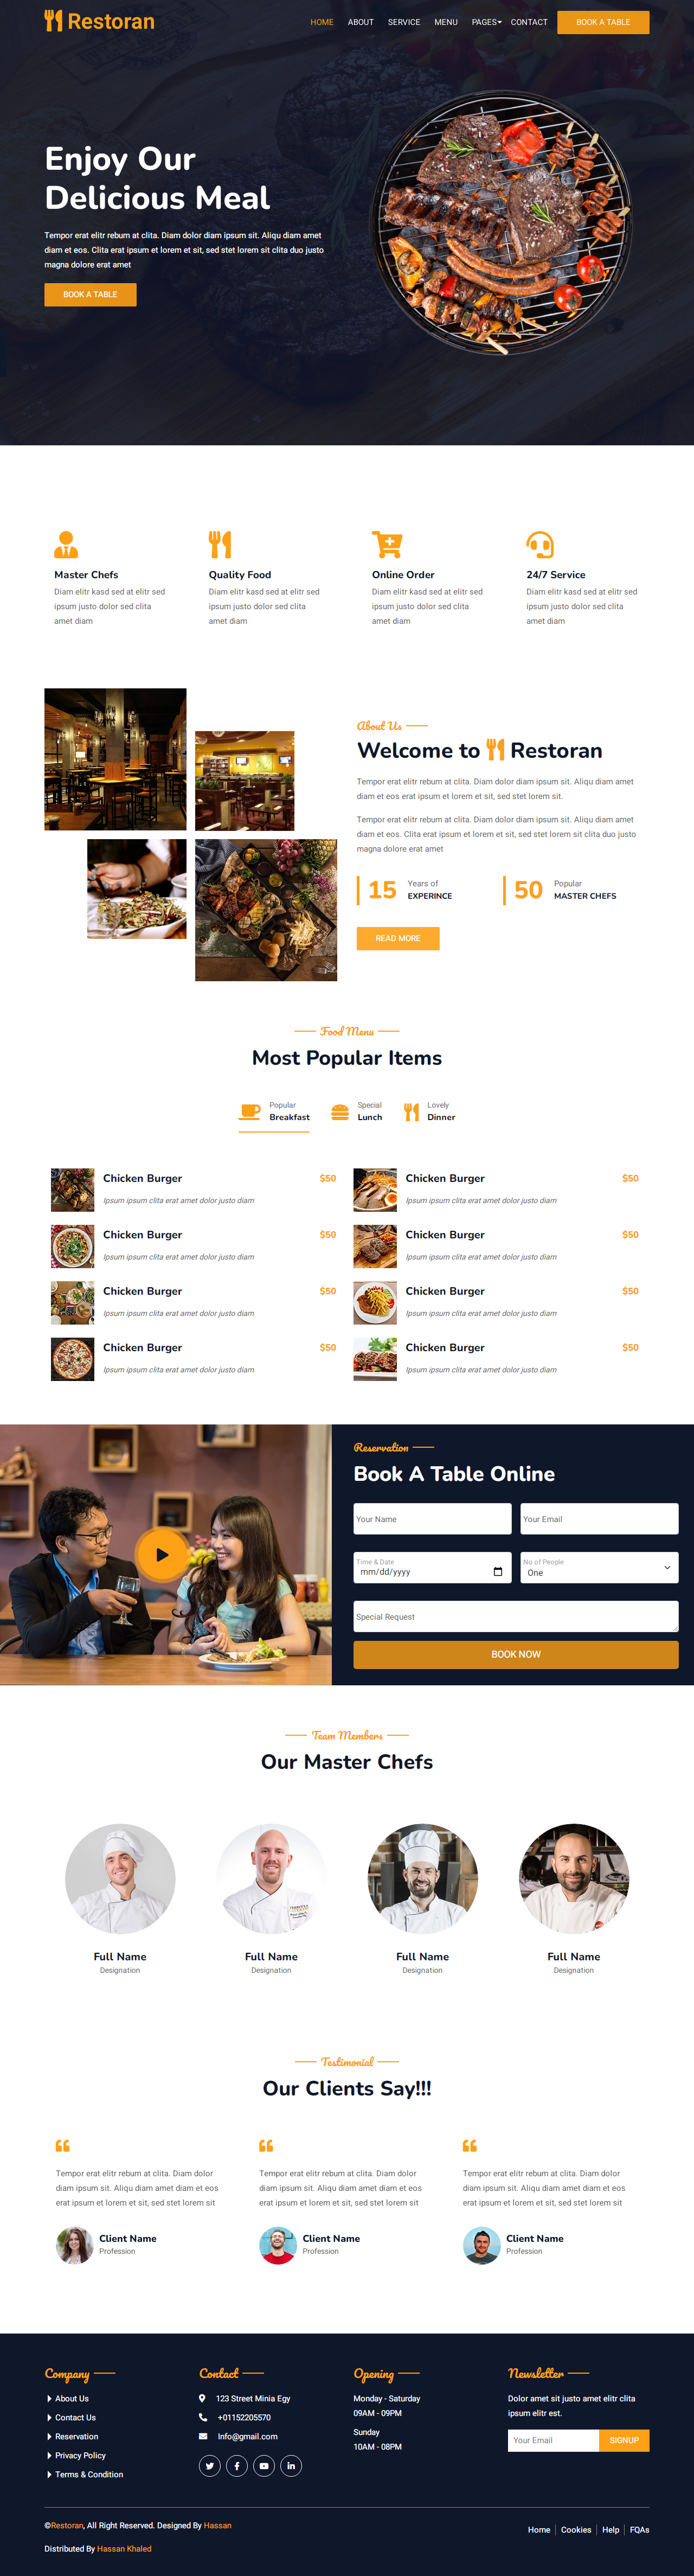 Restoran
HOME ABOUT SERVICE MENU PAGES CONTACT BOOK A TABLE
Enjoy Our
Delicious Meal
Tempor erat elitr rebum at clita. Diam dolor diam ipsum sit. Aliqu diam amet
diam et eos. Clita erat ipsum et lorem et sit, sed stet lorem sit clita duo justo
magna dolore erat amet
BOOK A TABLE
Master Chefs
Diam elitr kasd sed at elitr sed
ipsum justo dolor sed clita
amet diam
Quality Food
Diam elitr kasd sed at elitr sed
ipsum justo dolor sed clita
amet diam
Online Order
Diam elitr kasd sed at elitr sed
ipsum justo dolor sed clita
amet diam
24/7 Service
Diam elitr kasd sed at elitr sed
ipsum justo dolor sed clita
amet diam
About Us
Welcome to Restoran
Tempor erat elitr rebum at clita. Diam dolor diam ipsum sit. Aliqu diam amet
diam et eos erat ipsum et lorem et sit, sed stet lorem sit.
Tempor erat elitr rebum at clita. Diam dolor diam ipsum sit. Aliqu diam amet
diam et eos. Clita erat ipsum et lorem et sit, sed stet lorem sit clita duo justo
magna dolore erat amet
15 Years of
EXPERINCE
50 Popular
MASTER CHEFS
READ MORE
Food Menu
Most Popular Items
Popular
Breakfast
Special
Lunch
Lovely
Dinner
Chicken Burger $50
Ipsum ipsum clita erat amet dolor justo diam
Chicken Burger $50
Ipsum ipsum clita erat amet dolor justo diam
Chicken Burger $50
Ipsum ipsum clita erat amet dolor justo diam
Chicken Burger $50
Ipsum ipsum clita erat amet dolor justo diam
Chicken Burger $50
Ipsum ipsum clita erat amet dolor justo diam
Chicken Burger $50
Ipsum ipsum clita erat amet dolor justo diam
Chicken Burger $50
Ipsum ipsum clita erat amet dolor justo diam
Chicken Burger $50
Ipsum ipsum clita erat amet dolor justo diam
Reservation
Book A Table Online
Your Name
Your Email
Time & Date
mm/dd/yyyy
No of People
One
Special Request
BOOK NOW
Team Members
Our Master Chefs
Full Name
Designation
Full Name
Designation
Full Name
Designation
Full Name
Designation
Testimonial
Our Clients Say!!!
Tempor erat elitr rebum at clita. Diam dolor
diam ipsum sit. Aliqu diam amet diam et eos
erat ipsum et lorem et sit, sed stet lorem sit
Client Name
Profession
Tempor erat elitr rebum at clita. Diam dolor
diam ipsum sit. Aliqu diam amet diam et eos
erat ipsum et lorem et sit, sed stet lorem sit
Client Name
Profession
Tempor erat elitr rebum at clita. Diam dolor
diam ipsum sit. Aliqu diam amet diam et eos
erat ipsum et lorem et sit, sed stet lorem sit
Client Name
Profession
Company
About Us
Contact Us
Reservation
Privacy Policy
Terms & Condition
Contact
123 Street Minia Egy
+01152205570
Info@gmail.com
Opening
Monday - Saturday
09AM - 09PM
Sunday
10AM - 08PM
Newsletter
Dolor amet sit justo amet elitr clita
ipsum elitr est.
Your Email SIGNUP
©Restoran, All Right Reserved. Designed By Hassan
Distributed By Hassan Khaled
Home Cookies Help FQAs